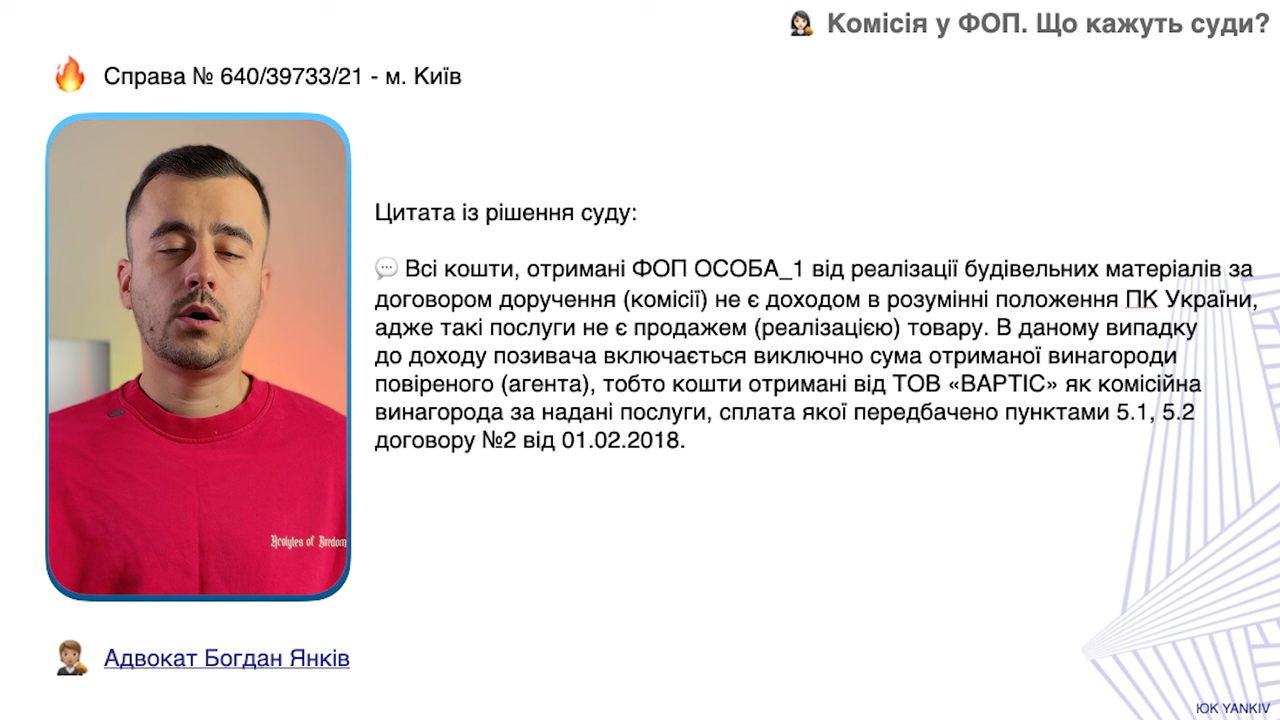 Комісія у ФОП. Що кажуть суди?
Справа № 640/39733/21 - м. Київ
Цитата із рішення суду:
Всі кошти, отримані ФОП ОСОБА_1 від реалізації будівельних матеріалів за
договором доручення (комісії) не є доходом в розумінні положення ПК України,
адже такі послуги не є продажем (реалізацією) товару. В даному випадку
до доходу позивача включається виключно сума отриманої винагороди
повіреного (агента), тобто кошти отримані від ТОВ «ВАРТІС» як комісійна
винагорода за надані послуги, сплата якої передбачено пунктами 5.1, 5.2
договору №2 від 01.02.2018.
Адвокат Богдан Янків
ЮК YANKIV